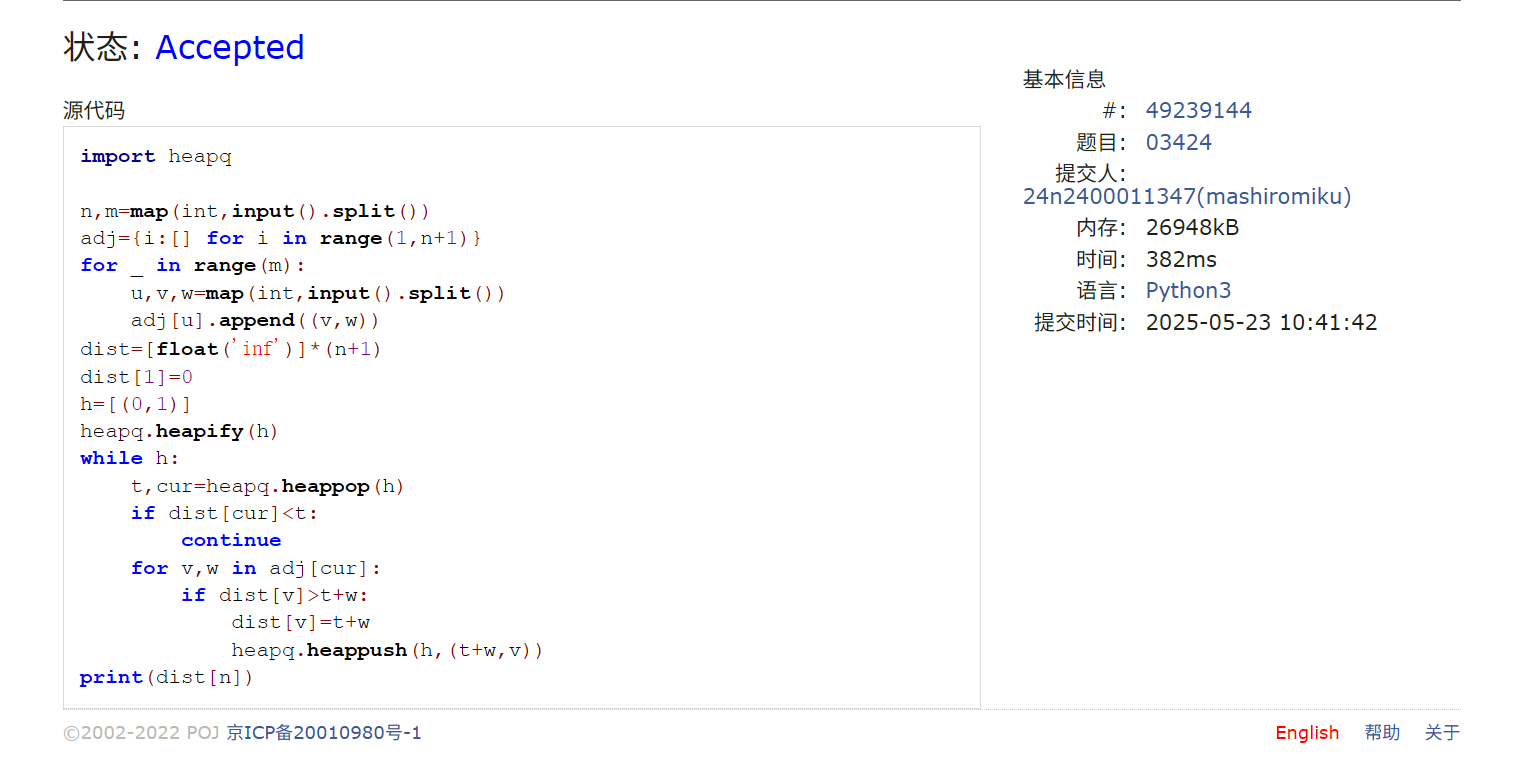 状态: Accepted
源代码
import heapq
n,m=map(int,input().split())
adj={i:[] for i in range(1,n+1)}
for _ in range(m):
    u,v,w=map(int,input().split())
    adj[u].append((v,w))
dist=[float('inf')]*(n+1)
dist[1]=0
h=[(0,1)]
heapq.heapify(h)
while h:
    t,cur=heapq.heappop(h)
    if dist[cur]<t:
        continue
    for v,w in adj[cur]:
        if dist[v]>t+w:
            dist[v]=t+w
            heapq.heappush(h,(t+w,v))
print(dist[n])
基本信息
#: 49239144
题目: 03424
提交人:
24n2400011347(mashiromiku)
内存: 26948kB
时间: 382ms
语言: Python3
提交时间: 2025-05-23 10:41:42
©2002-2022 POJ 京ICP备20010980号-1
English 帮助 关于